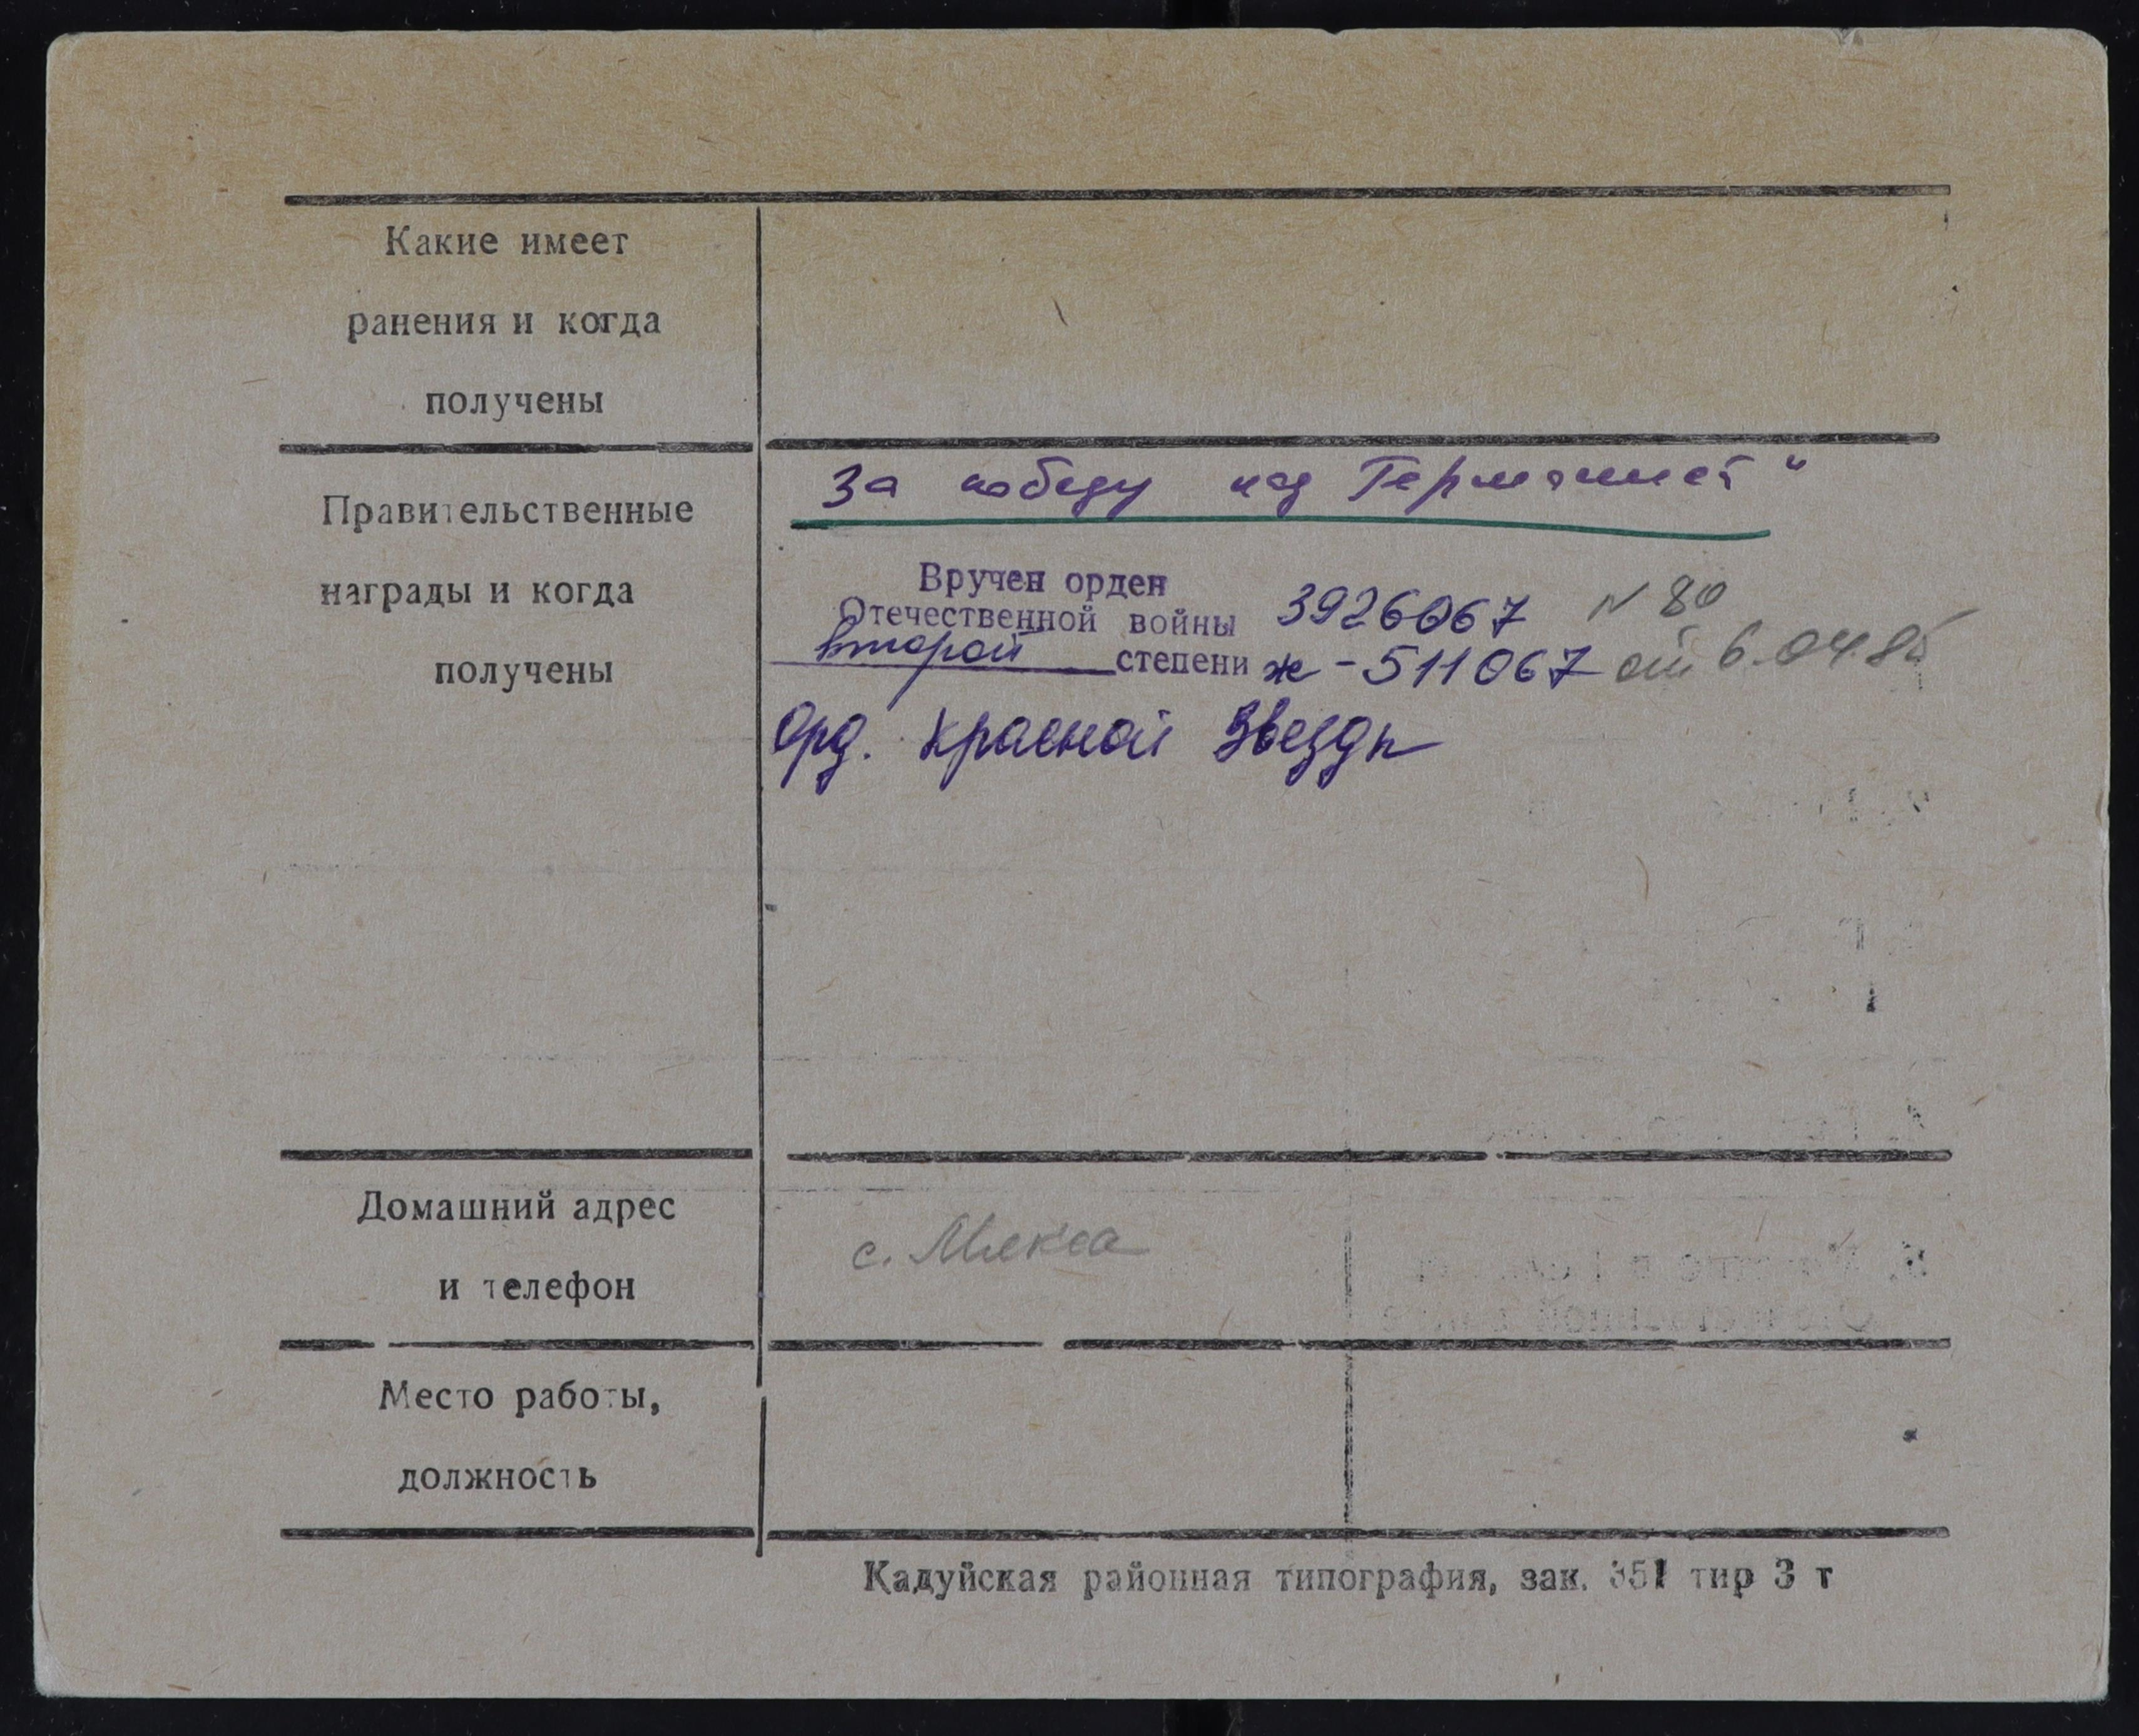 Какие имеет
ранения и когда
получены
Правительственные
награды и когда
получены
За победу над Германией"
Вручен орден
Отечественной войны 3926067 N 80
второй степени ж-511067 от 6.04.85
Орд. Красной Звезды
Домашний адрес
и телефон
с. Мякса
Место работы,
должность
Кадуйская районная типография, зак. 351 тир 3 т